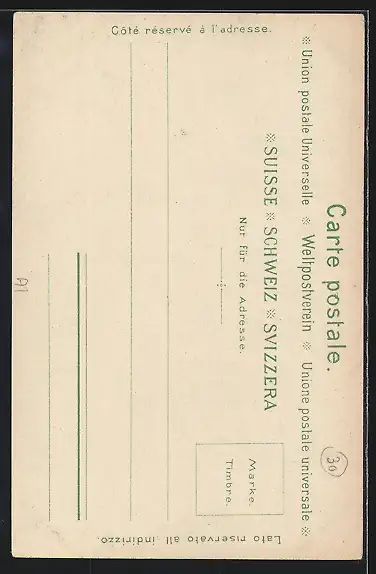 Carte postale.
※ Union postale Universelle ※ Weltpostverein ※ Unione postale universale ※
※ SUISSE ※ SCHWEIZ ※ SVIZZERA
Nur für die Adresse.
Côté réservé à l'adresse.
Lato riservato all indirizzo.
Marke.
Timbre.
30